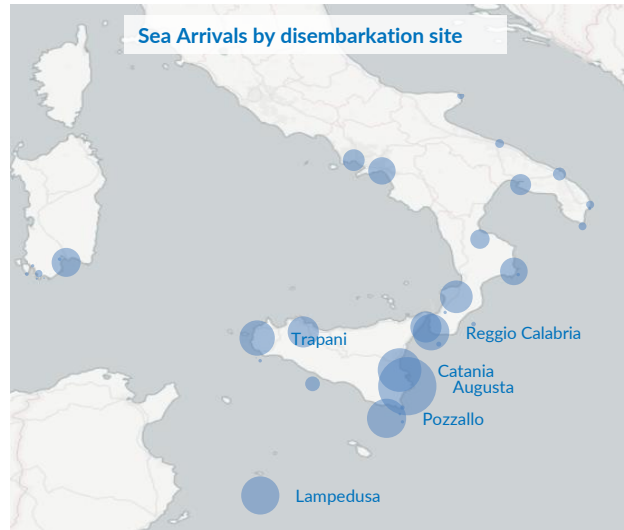 Sea Arrivals by disembarkation site
Trapani
Reggio Calabria
Catania
Augusta
Pozzallo
Lampedusa